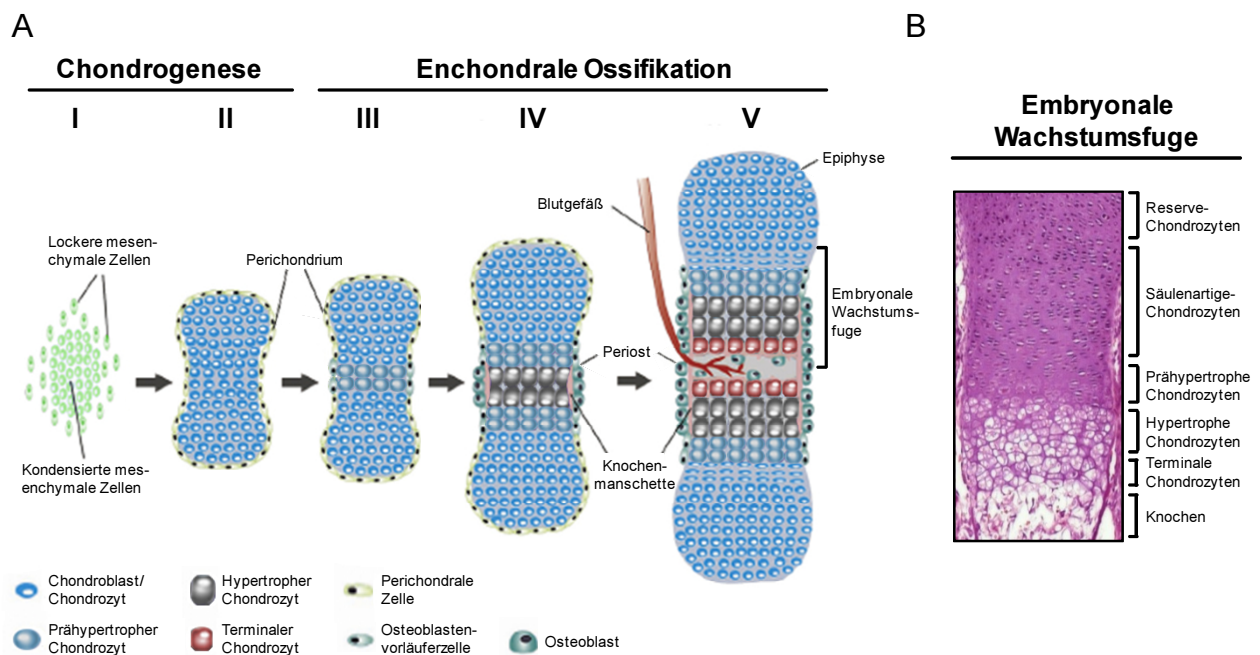 A
Chondrogenese
Enchondrale Ossifikation
I
II
III
IV
V
Lockere mesen-
chymale Zellen
Perichondrium
Blutgefäß
Epiphyse
Embryonale
Wachstums-
fuge
Periost
Kondensierte mes-
enchymale Zellen
Knochen-
manschette
Chondroblast/
Chondrozyt
Hypertropher
Chondrozyt
Perichondrale
Zelle
Prähypertropher
Chondrozyt
Terminaler
Chondrozyt
Osteoblasten-
vorläuferzelle
Osteoblast
B
Embryonale
Wachstumsfuge
Reserve-
Chondrozyten
Säulenartige-
Chondrozyten
Prähypertrophe
Chondrozyten
Hypertrophe
Chondrozyten
Terminale
Chondrozyten
Knochen